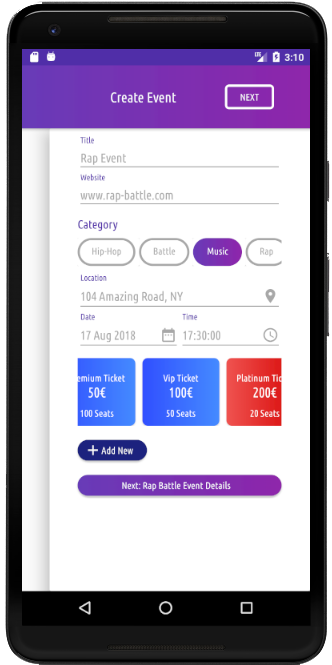 LTE 3:10
Create Event
NEXT
Title
Rap Event
Website
www.rap-battle.com
Category
Hip-Hop Battle Music Rap
Location
104 Amazing Road, NY
Date Time
17 Aug 2018 17:30:00
emium Ticket Vip Ticket Platinum Tic
50€ 100€ 200€
100 Seats 50 Seats 20 Seats
Add New
Next: Rap Battle Event Details